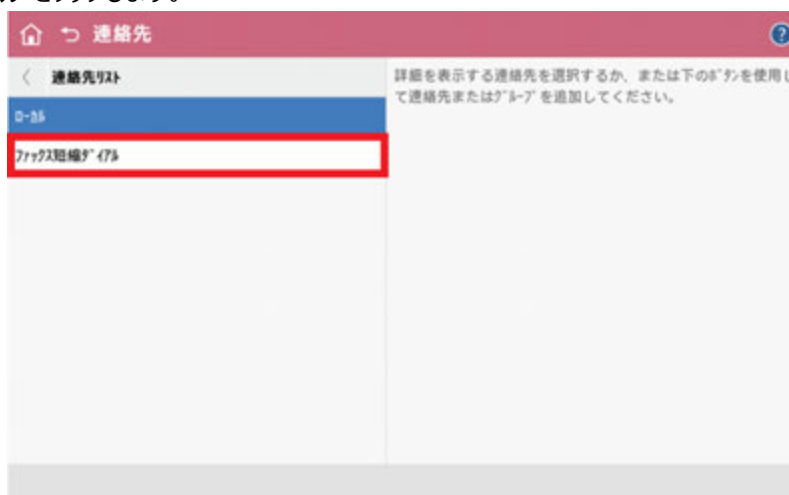 をクリックします。
連絡先
?
連絡先ﾘｽﾄ
詳細を表示する連絡先を選択するか、または下のﾎﾞﾀﾝを使用し
て連絡先またはｸﾞﾙｰﾌﾟを追加してください。
ﾛｰｶﾙ
ﾌｧｯｸｽ短縮ﾀﾞｲｱﾙ